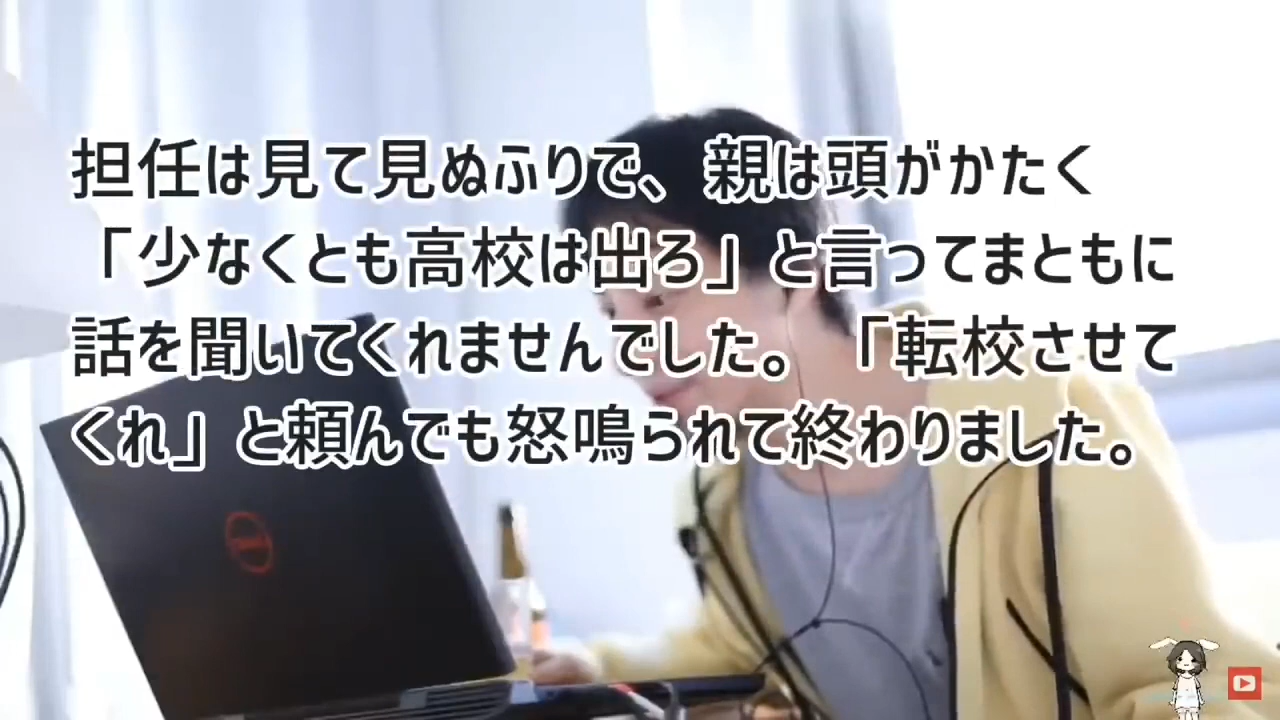 担任は見て見ぬふりで、親は頭がかたく
「少なくとも高校は出ろ」と言ってまともに
話を聞いてくれませんでした。「転校させて
くれ」と頼んでも怒鳴られて終わりました。